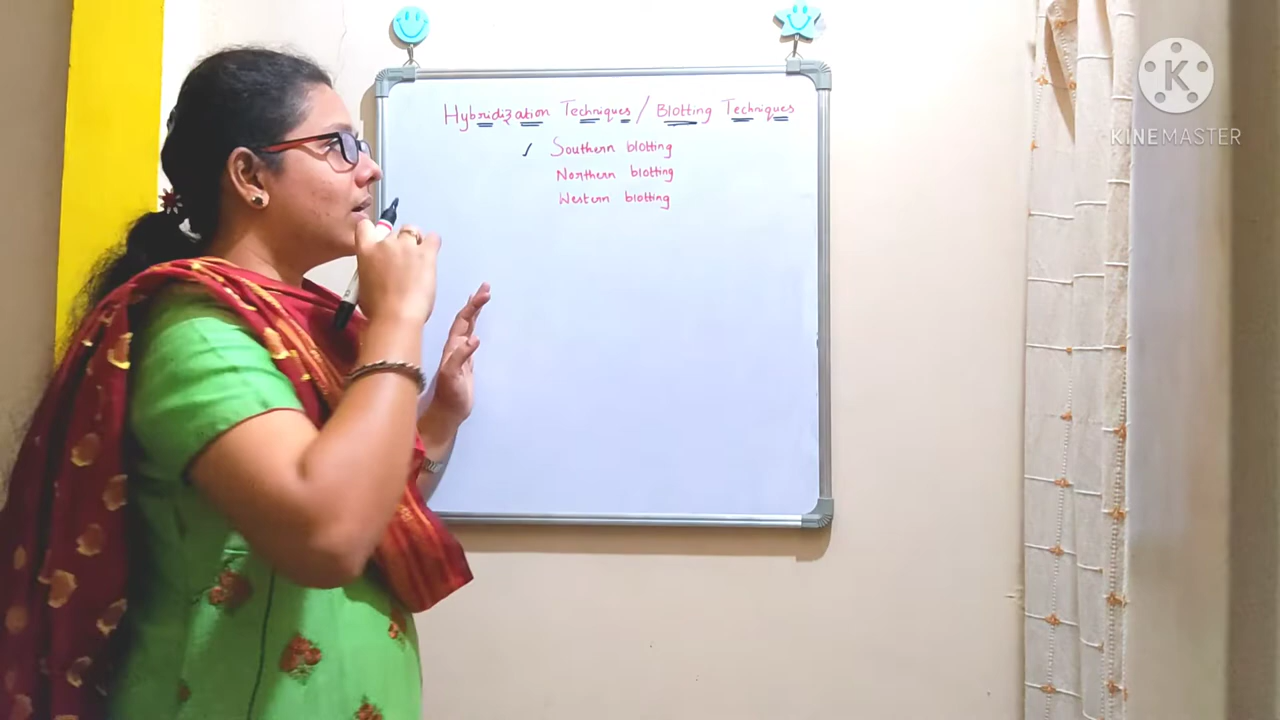 Hybridization Techniques / Blotting Techniques
✓ Southern blotting
Northern blotting
Western blotting
K
KINEMASTER